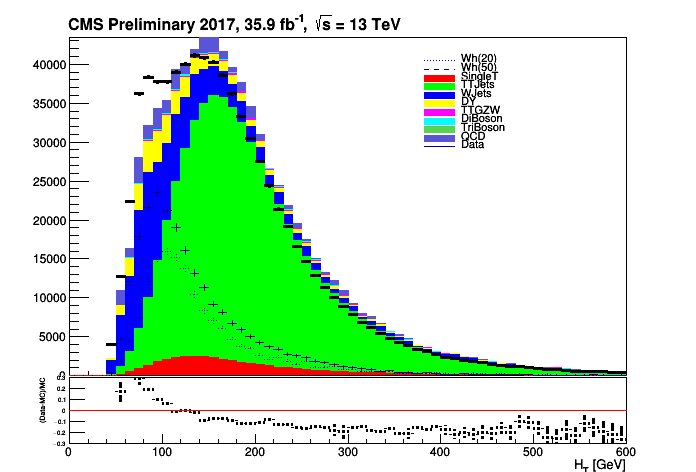 CMS Preliminary 2017, 35.9 fb⁻¹, √s = 13 TeV
Wh(20)
Wh(50)
SingleT
TTJets
WJets
DY
TTGZW
DiBoson
TriBoson
QCD
Data
40000
35000
30000
25000
20000
15000
10000
5000
0
0.3
0.2
0.1
0
-0.1
-0.2
-0.3
(Data-MC)/MC
0 100 200 300 400 500 600
H_T [GeV]